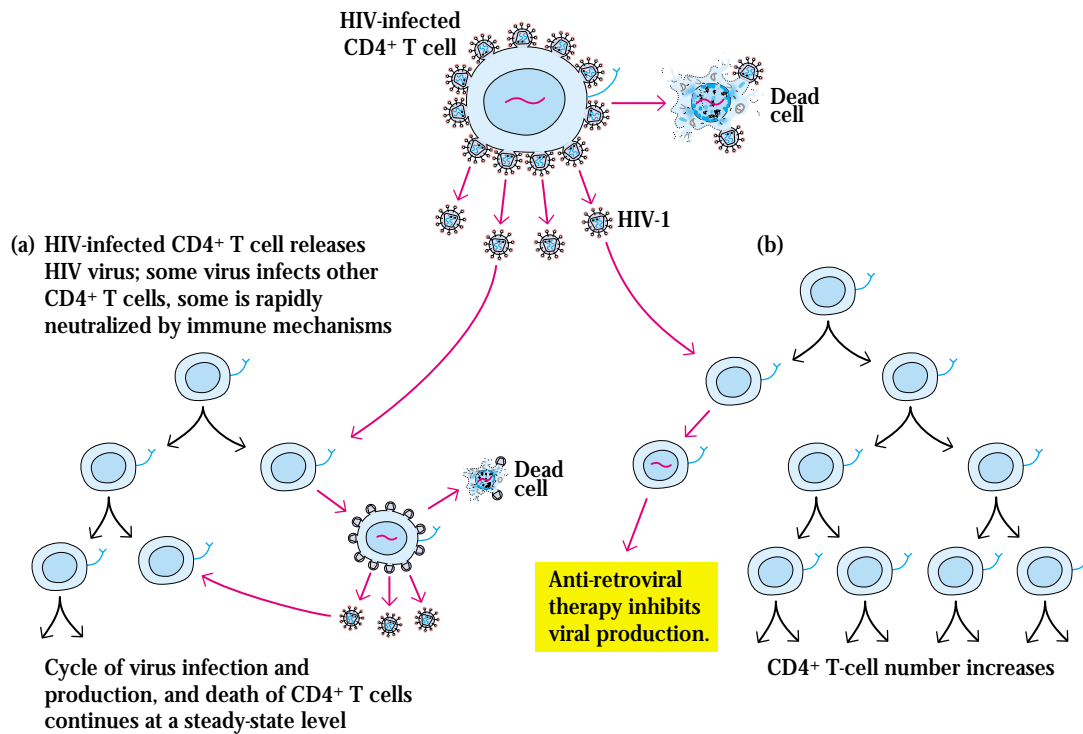 HIV-infected
CD4⁺ T cell
Dead
cell
HIV-1
(a) HIV-infected CD4⁺ T cell releases
HIV virus; some virus infects other
CD4⁺ T cells, some is rapidly
neutralized by immune mechanisms
(b)
Dead
cell
Anti-retroviral
therapy inhibits
viral production.
Cycle of virus infection and
production, and death of CD4⁺ T cells
continues at a steady-state level
CD4⁺ T-cell number increases